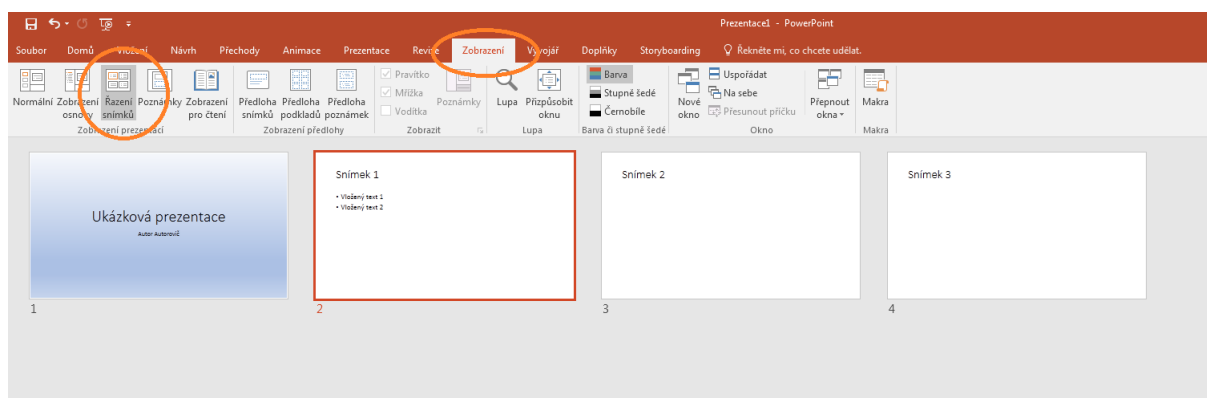 Prezentace1 - PowerPoint
Soubor Domů Vložení Návrh Přechody Animace Prezentace Revize Zobrazení Vývojář Doplňky Storyboarding Řekněte mi, co chcete udělat.
Normální
Zobrazení osnovy
Řazení snímků
Poznámky
Zobrazení pro čtení
Zobrazení prezentací
Předloha snímků
Předloha podkladů
Předloha poznámek
Zobrazení předlohy
Pravítko
Mřížka
Vodítka
Poznámky
Zobrazit
Lupa
Přizpůsobit oknu
Lupa
Barva
Stupně šedé
Černobíle
Barva či stupně šedé
Nové okno
Uspořádat
Na sebe
Přesunout příčku
Přepnout okna
Okno
Makra
Makra
Ukázková prezentace
Autor Autorovič
1
Snímek 1
• Vložený text 1
• Vložený text 2
2
Snímek 2
3
Snímek 3
4